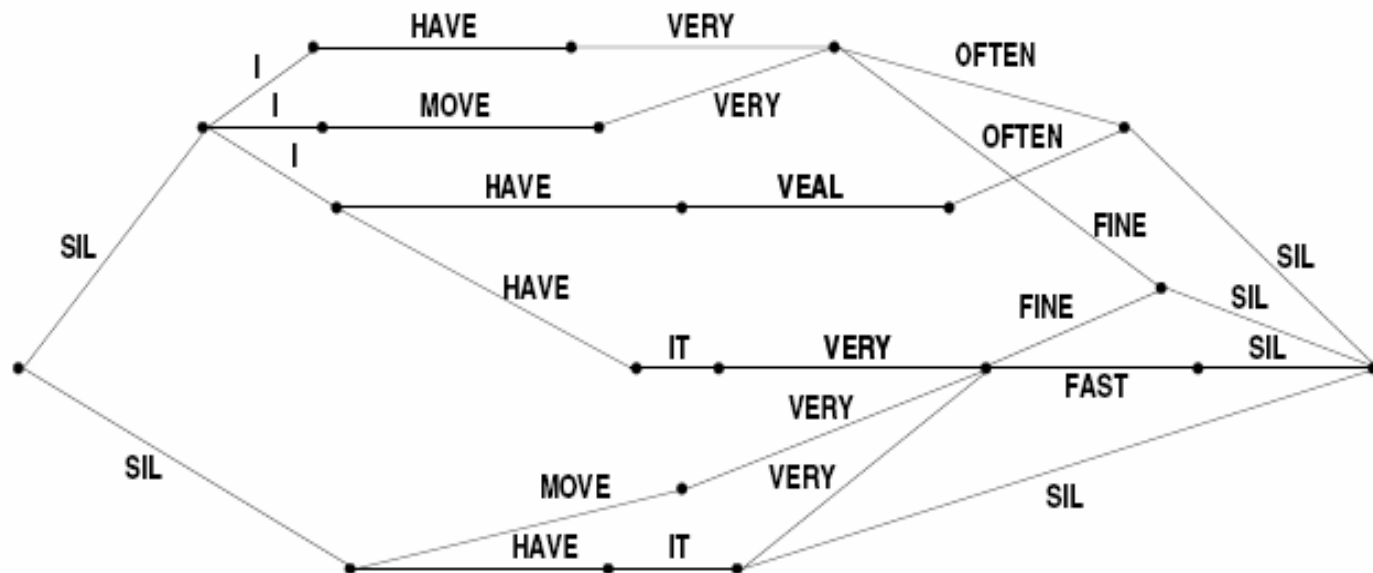 HAVE VERY
I OFTEN
I MOVE VERY
I OFTEN
HAVE VEAL
FINE
SIL SIL
HAVE FINE SIL
IT VERY SIL
FAST
VERY
SIL MOVE VERY SIL
HAVE IT